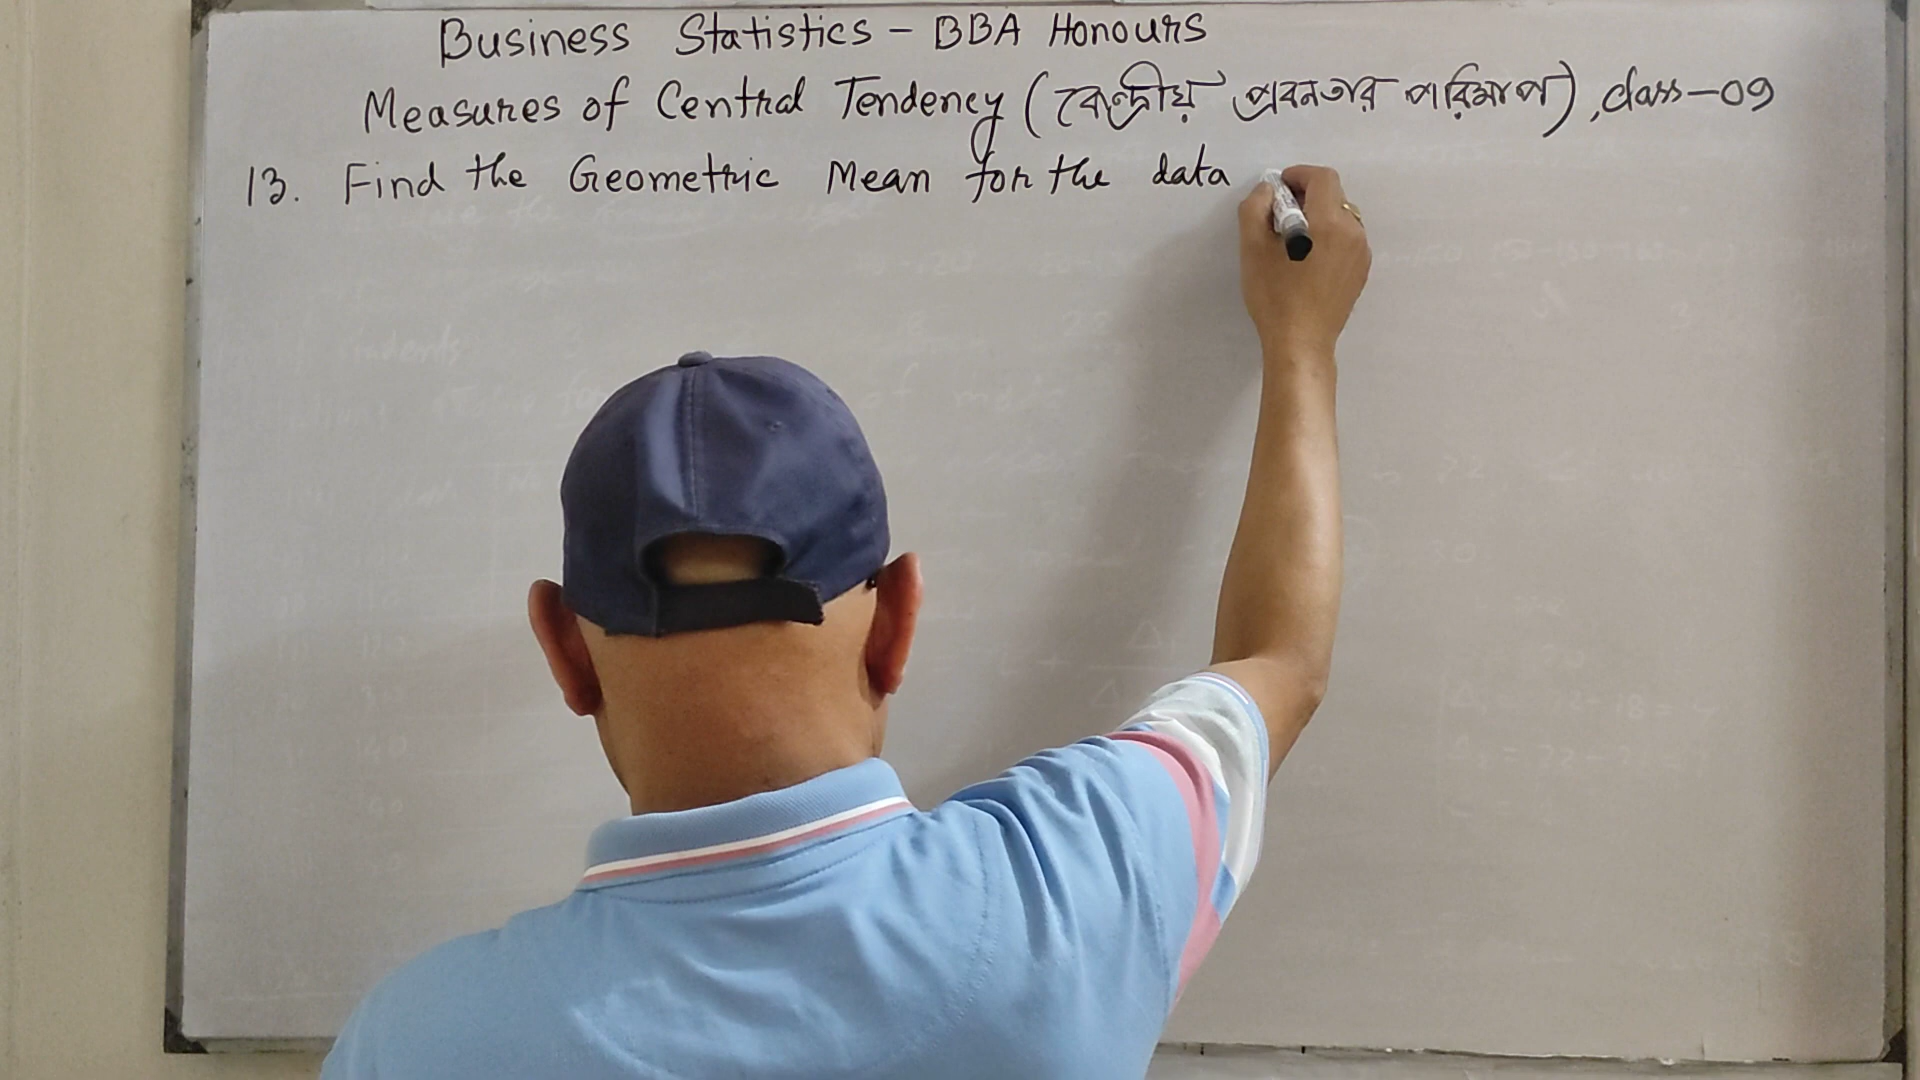 Business Statistics - BBA Honours
Measures of Central Tendency (কেন্দ্রীয় প্রবনতার পরিমাপ), class-09
13. Find the Geometric Mean for the data